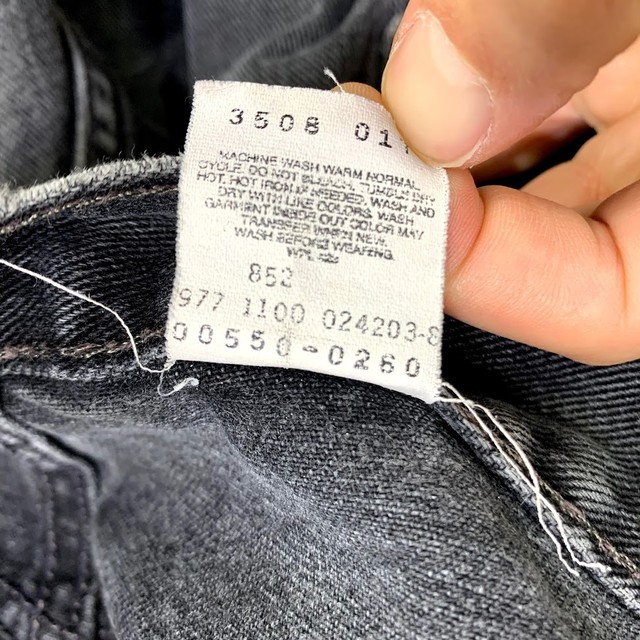 3508 01
MACHINE WASH WARM NORMAL
CYCLE. DO NOT BLEACH. TUMBLE DRY
HOT. HOT IRON IF NEEDED. WASH AND
DRY WITH LIKE COLORS. WASH
GARMENT INSIDE OUT. COLOR MAY
TRANSFER WHEN NEW.
WASH BEFORE WEARING.
WPL 423
852
977 1100 024203-8
00550-0260